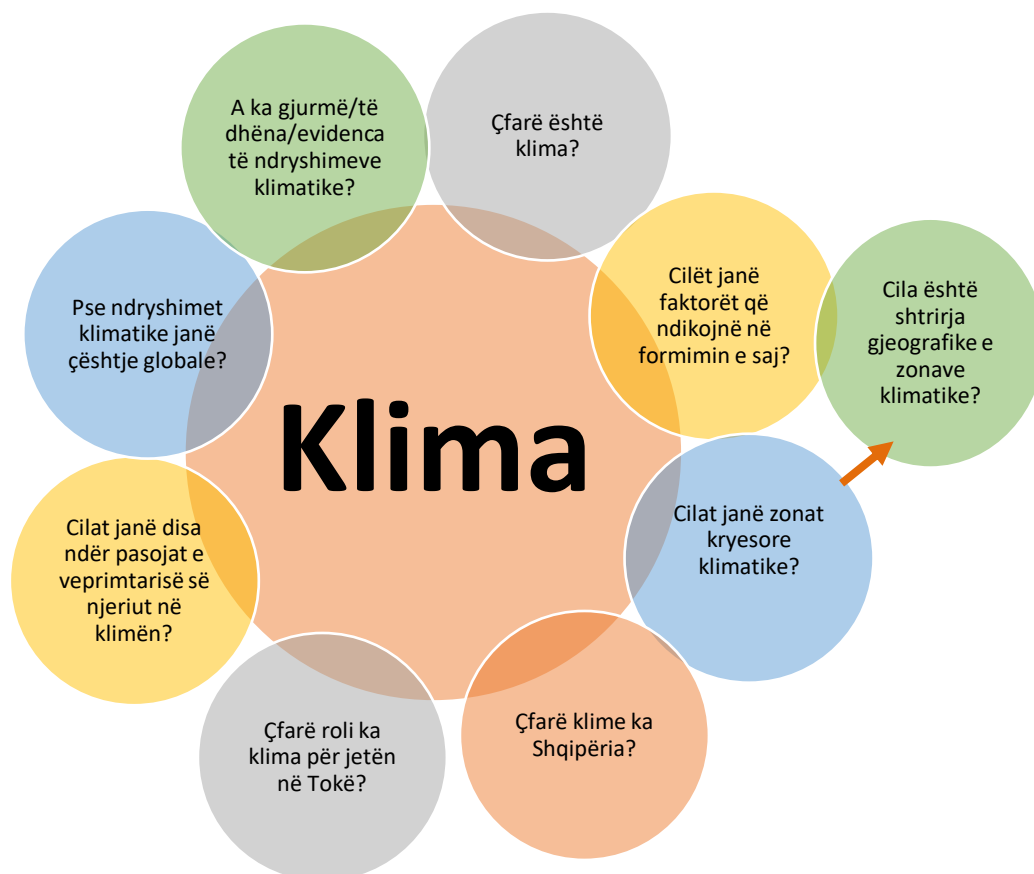 A ka gjurmë/të
dhëna/evidenca
të ndryshimeve
klimatike?
Çfarë është
klima?
Cilët janë
faktorët që
ndikojnë në
formimin e saj?
Cila është
shtrirja
gjeografike e
zonave
klimatike?
Pse ndryshimet
klimatike janë
çështje globale?
Klima
Cilat janë zonat
kryesore
klimatike?
Cilat janë disa
ndër pasojat e
veprimtarisë së
njeriut në
klimën?
Çfarë roli ka
klima për jetën
në Tokë?
Çfarë klime ka
Shqipëria?